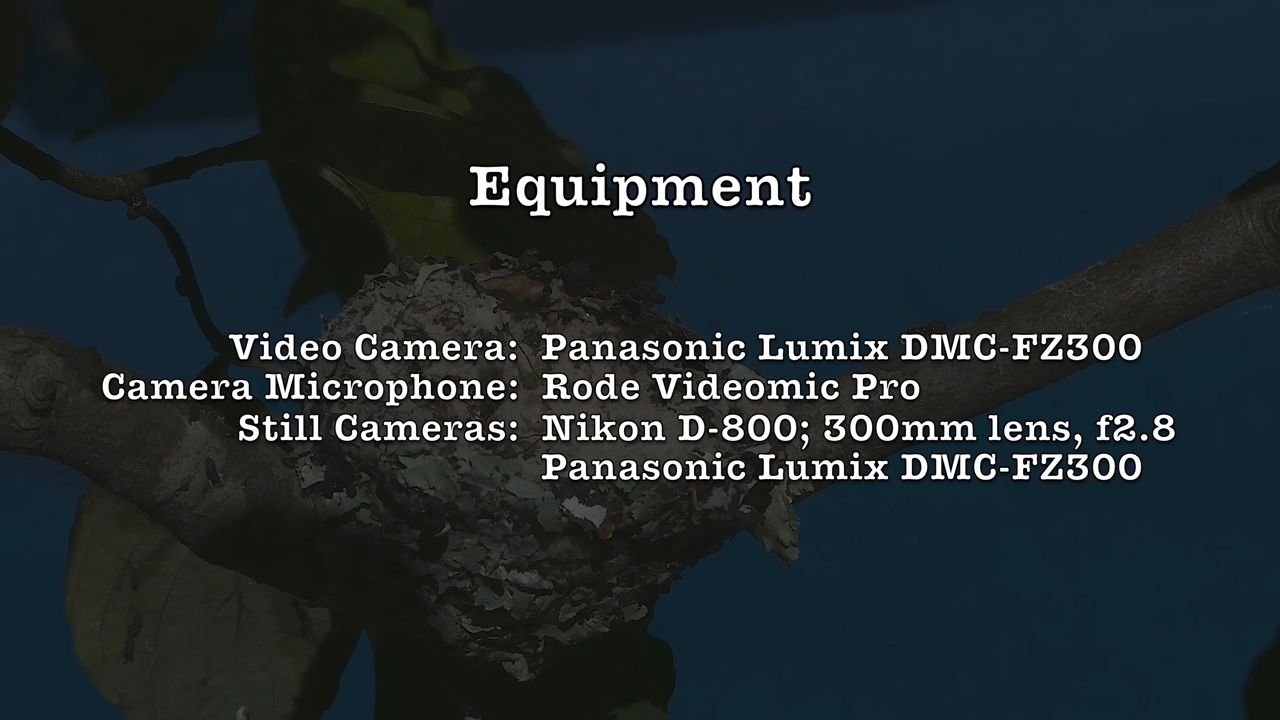 Equipment
Video Camera: Panasonic Lumix DMC-FZ300
Camera Microphone: Rode Videomic Pro
Still Cameras: Nikon D-800; 300mm lens, f2.8
Panasonic Lumix DMC-FZ300